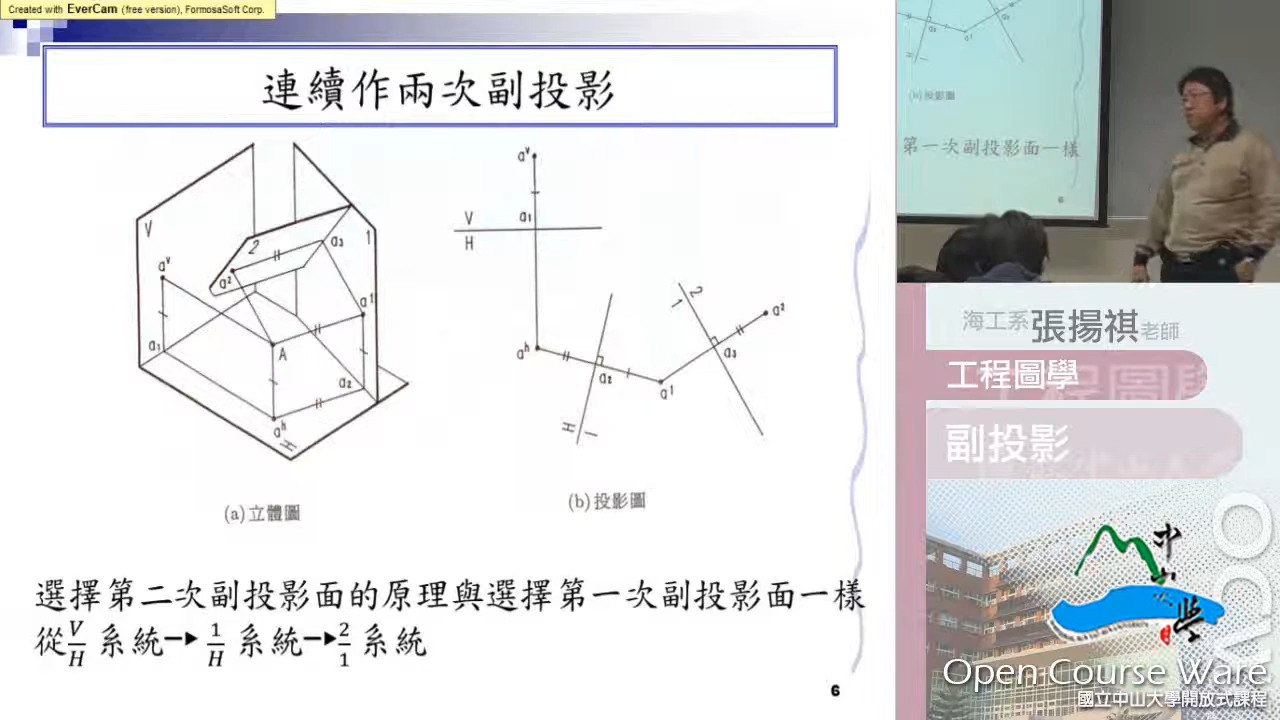 Created with EverCam (free version), FormosaSoft Corp.
連續作兩次副投影
V
aᵛ
a₁
2
a₃
a²
1
a¹
A
a₂
aʰ
H
(a)立體圖
aᵛ
a₁
V
H
aʰ
a₂
a¹
H
1
2
1
a₃
a²
(b)投影圖
選擇第二次副投影面的原理與選擇第一次副投影面一樣
從V/H 系統→ 1/H 系統→2/1 系統
6
(b)投影圖
第一次副投影面一樣
海工系張揚祺老師
工程圖學
副投影
中山大學
OCW
Open Course Ware
國立中山大學開放式課程